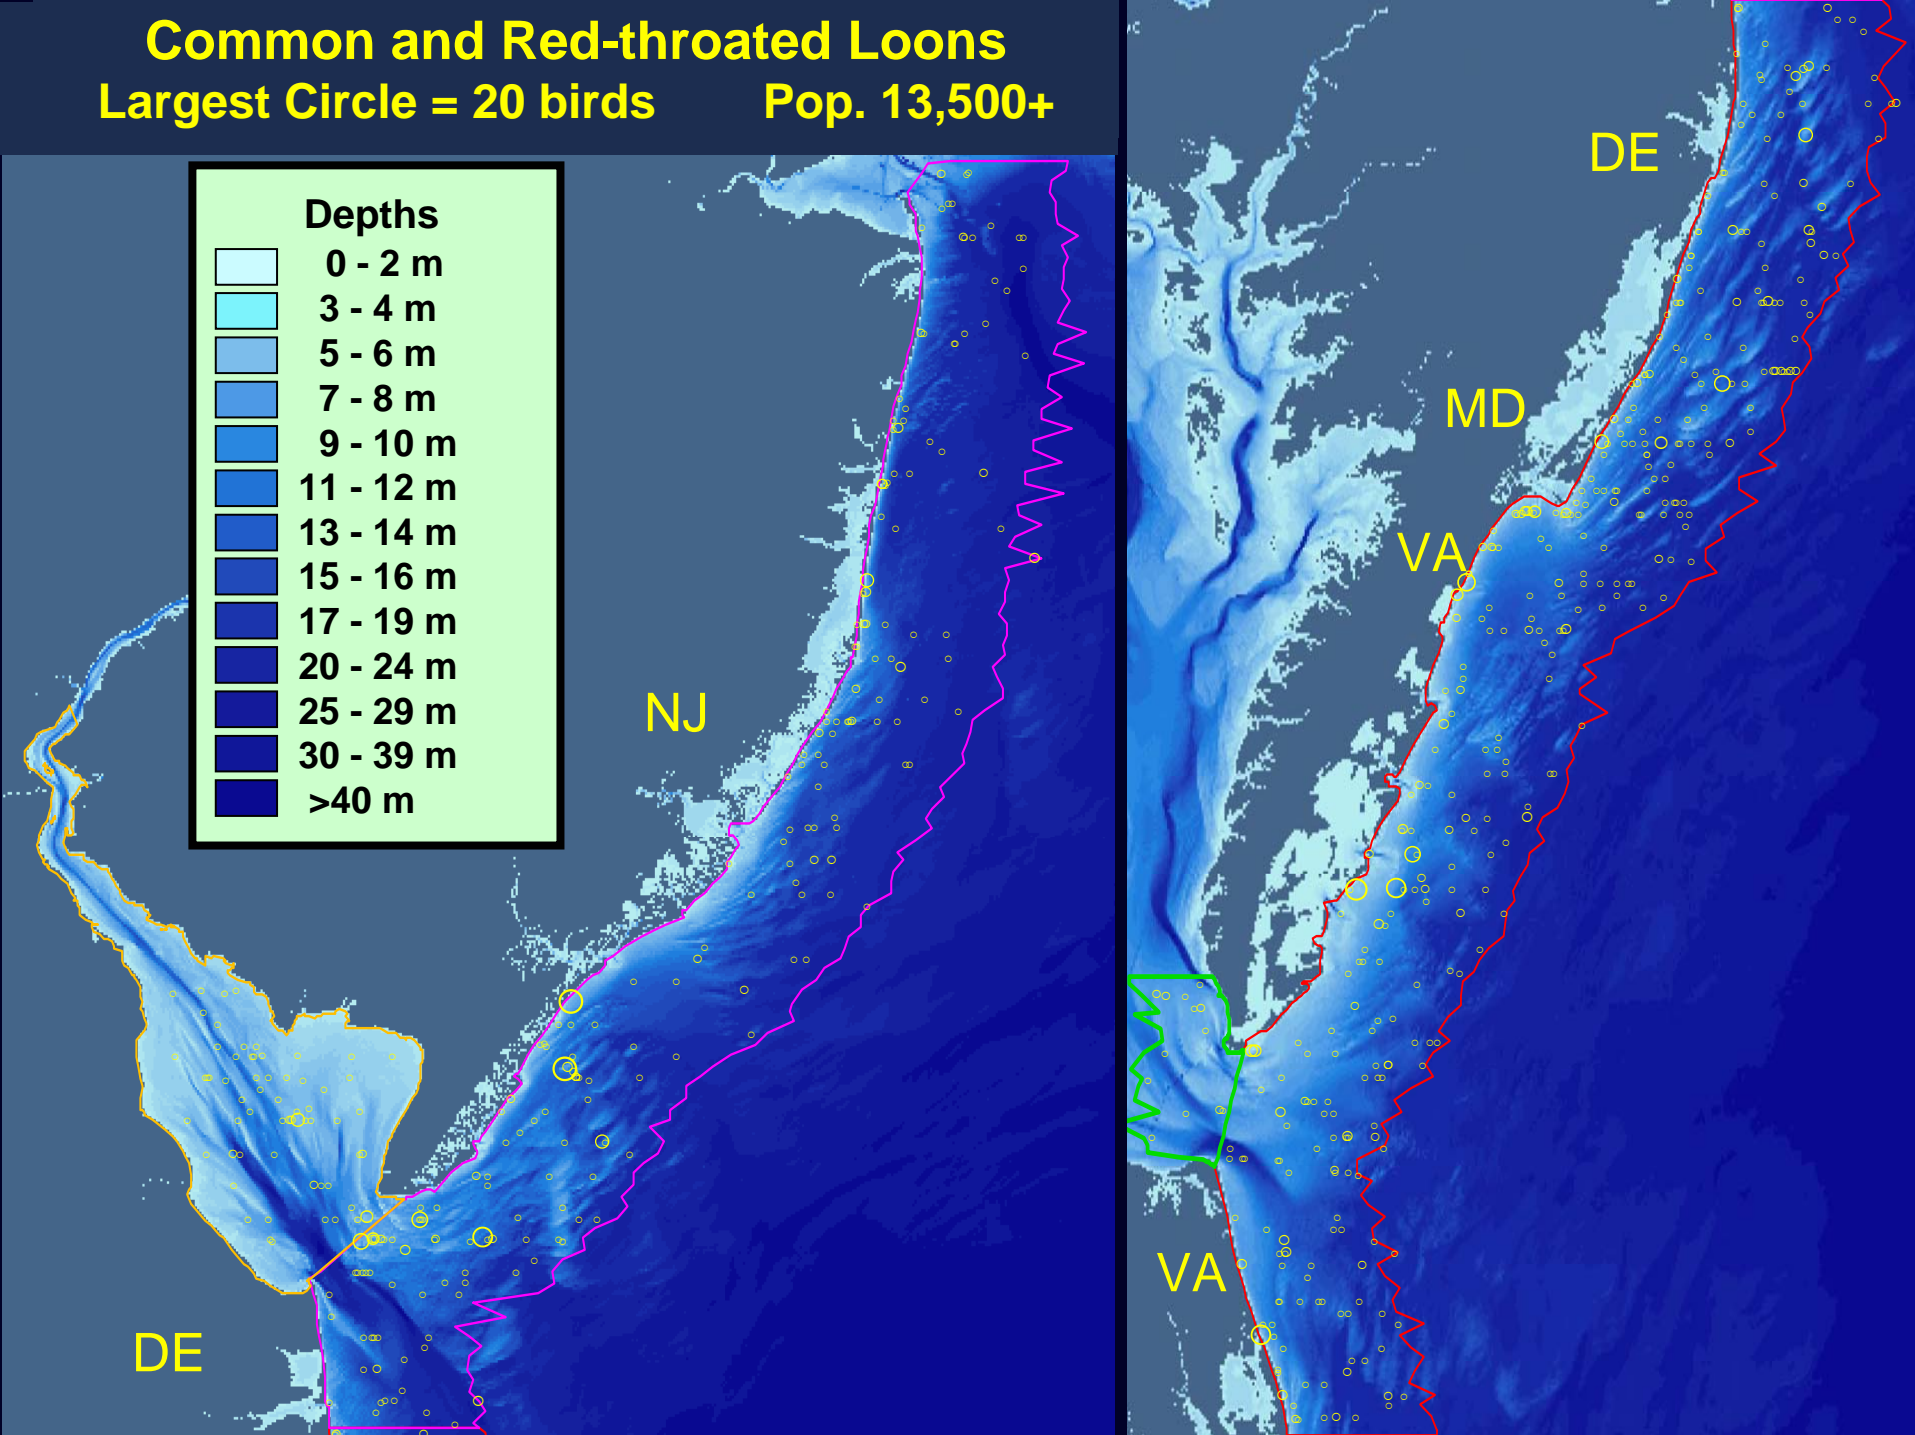 Common and Red-throated Loons
Largest Circle = 20 birds Pop. 13,500+
Depths
0 - 2 m
3 - 4 m
5 - 6 m
7 - 8 m
9 - 10 m
11 - 12 m
13 - 14 m
15 - 16 m
17 - 19 m
20 - 24 m
25 - 29 m
30 - 39 m
>40 m
NJ
DE
DE
MD
VA
VA